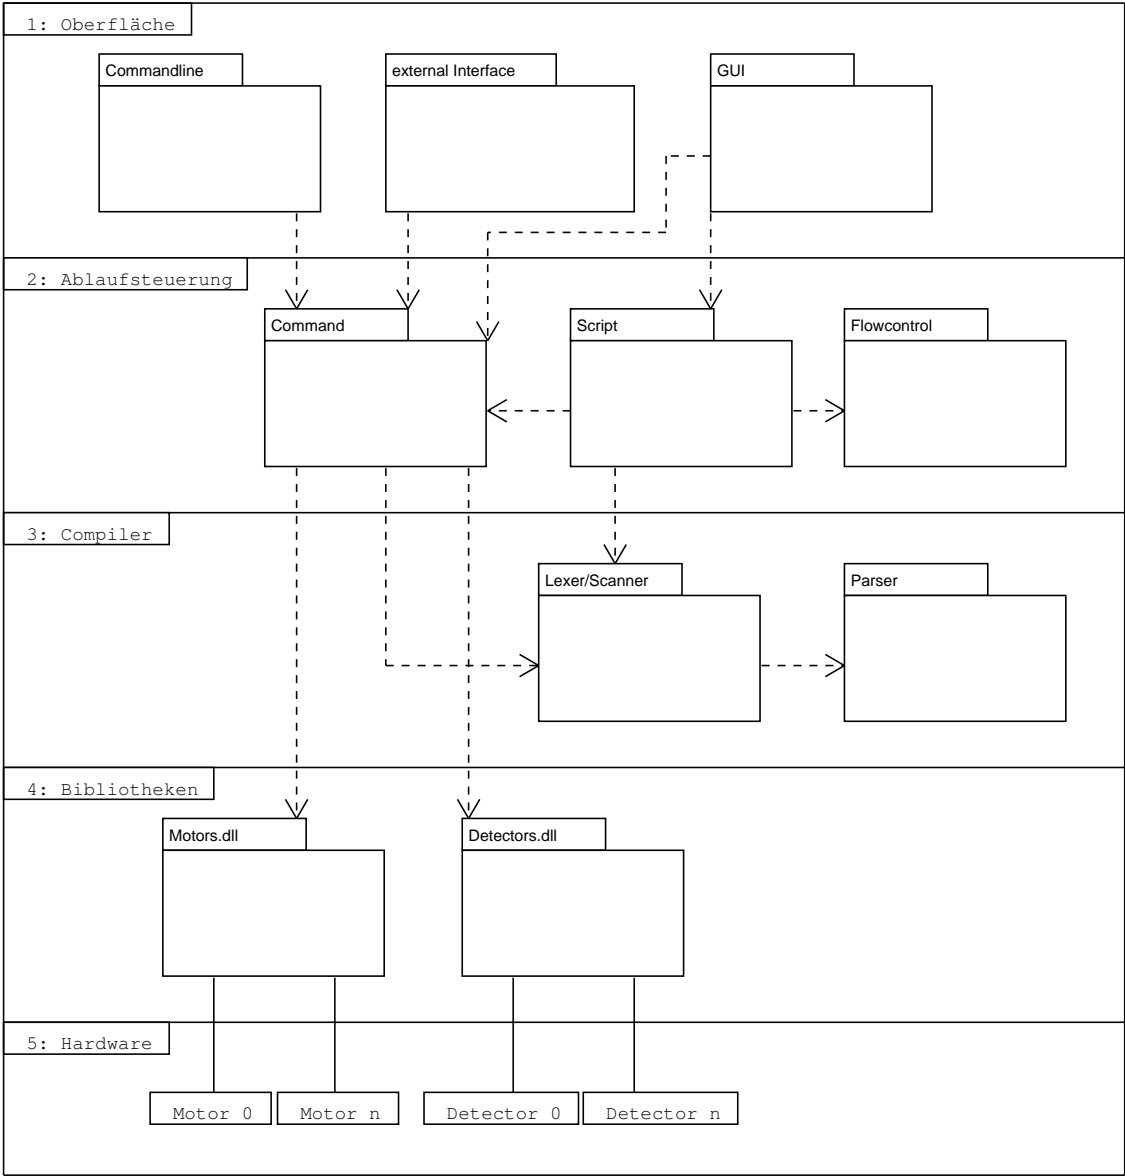 1: Oberfläche
Commandline
external Interface
GUI
2: Ablaufsteuerung
Command
Script
Flowcontrol
3: Compiler
Lexer/Scanner
Parser
4: Bibliotheken
Motors.dll
Detectors.dll
5: Hardware
Motor 0
Motor n
Detector 0
Detector n